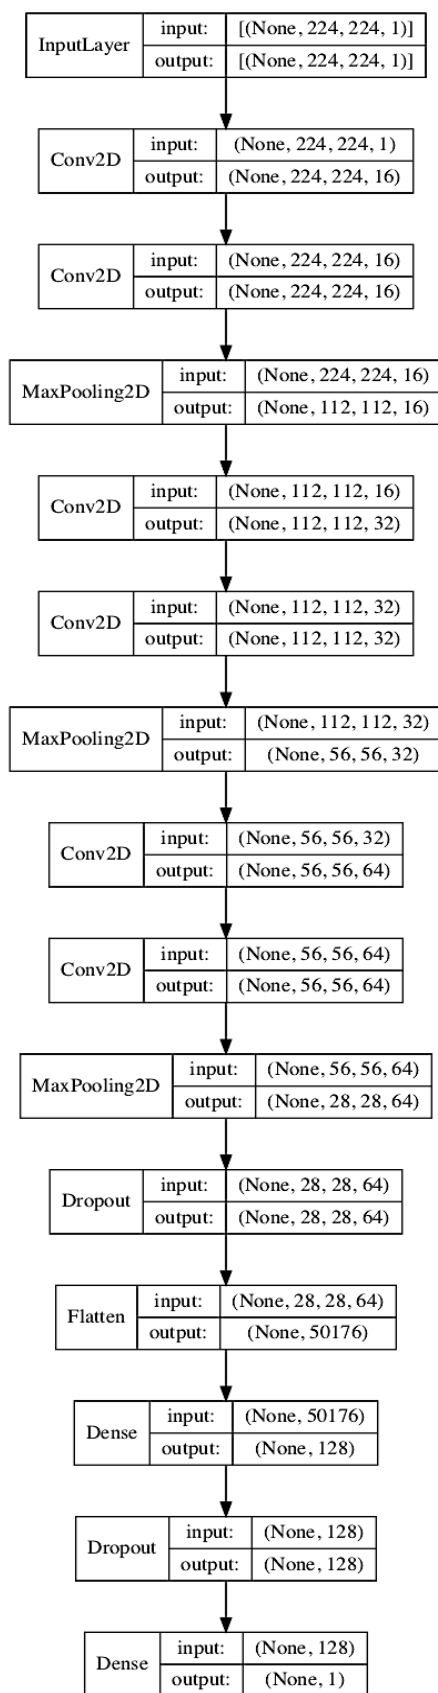 InputLayer
input: [(None, 224, 224, 1)]
output: [(None, 224, 224, 1)]
Conv2D
input: (None, 224, 224, 1)
output: (None, 224, 224, 16)
Conv2D
input: (None, 224, 224, 16)
output: (None, 224, 224, 16)
MaxPooling2D
input: (None, 224, 224, 16)
output: (None, 112, 112, 16)
Conv2D
input: (None, 112, 112, 16)
output: (None, 112, 112, 32)
Conv2D
input: (None, 112, 112, 32)
output: (None, 112, 112, 32)
MaxPooling2D
input: (None, 112, 112, 32)
output: (None, 56, 56, 32)
Conv2D
input: (None, 56, 56, 32)
output: (None, 56, 56, 64)
Conv2D
input: (None, 56, 56, 64)
output: (None, 56, 56, 64)
MaxPooling2D
input: (None, 56, 56, 64)
output: (None, 28, 28, 64)
Dropout
input: (None, 28, 28, 64)
output: (None, 28, 28, 64)
Flatten
input: (None, 28, 28, 64)
output: (None, 50176)
Dense
input: (None, 50176)
output: (None, 128)
Dropout
input: (None, 128)
output: (None, 128)
Dense
input: (None, 128)
output: (None, 1)